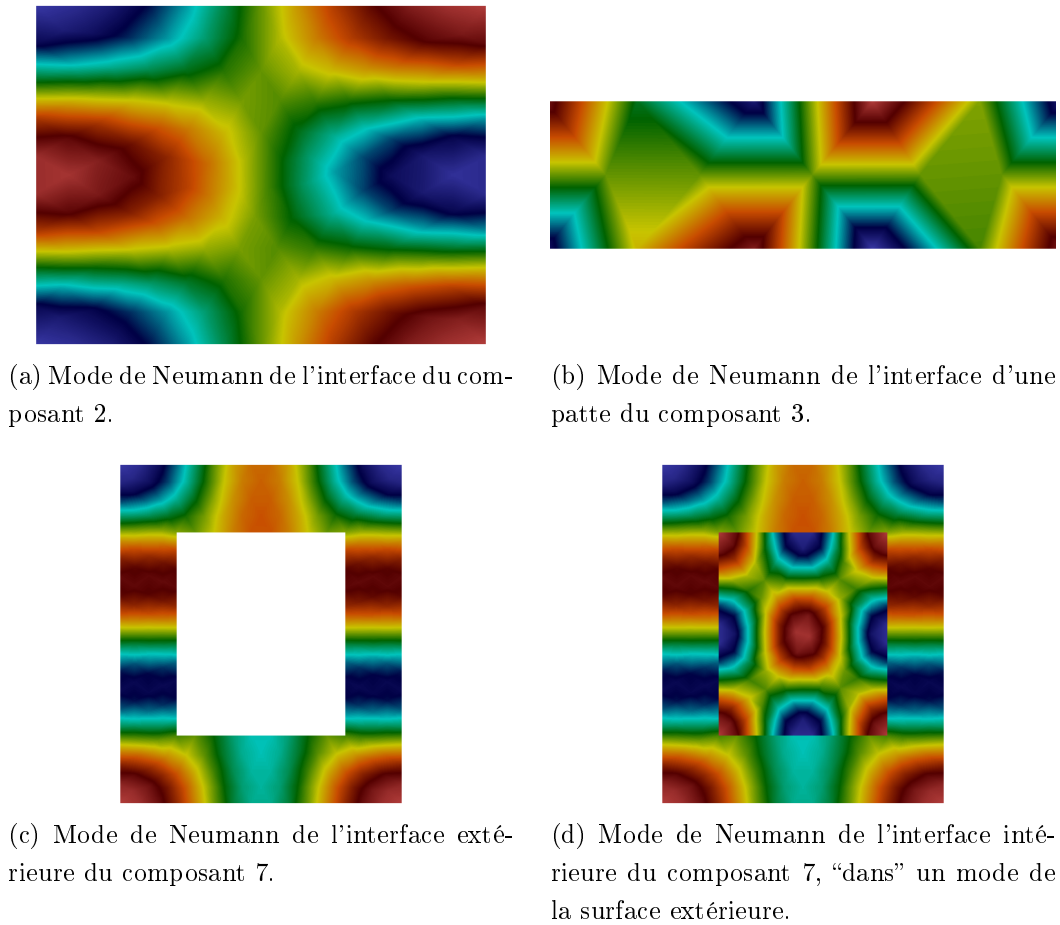 (a) Mode de Neumann de l'interface du com-
posant 2.
(b) Mode de Neumann de l'interface d'une
patte du composant 3.
(c) Mode de Neumann de l'interface exté-
rieure du composant 7.
(d) Mode de Neumann de l'interface inté-
rieure du composant 7, “dans” un mode de
la surface extérieure.